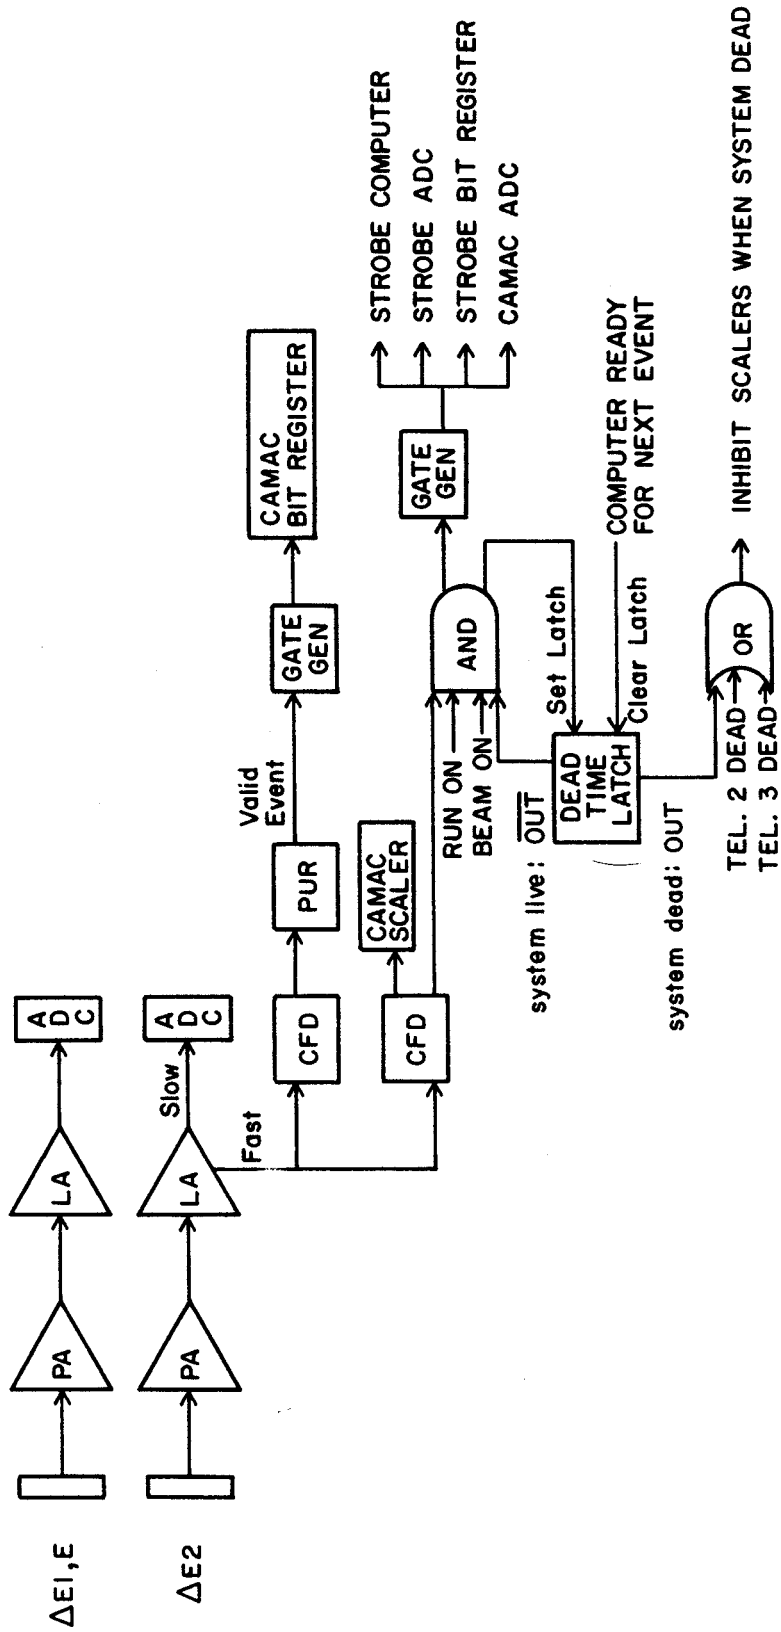 ΔE1,E
PA
LA
A
D
C
ΔE2
PA
LA
Slow
A
D
C
Fast
CFD
PUR
Valid
Event
GATE
GEN
CAMAC
BIT REGISTER
CFD
CAMAC
SCALER
RUN ON
BEAM ON
AND
GATE
GEN
STROBE COMPUTER
STROBE ADC
STROBE BIT REGISTER
CAMAC ADC
system live: O̅U̅T̅
Set Latch
DEAD
TIME
LATCH
Clear Latch
COMPUTER READY
FOR NEXT EVENT
system dead: OUT
TEL. 2 DEAD
TEL. 3 DEAD
OR
INHIBIT SCALERS WHEN SYSTEM DEAD